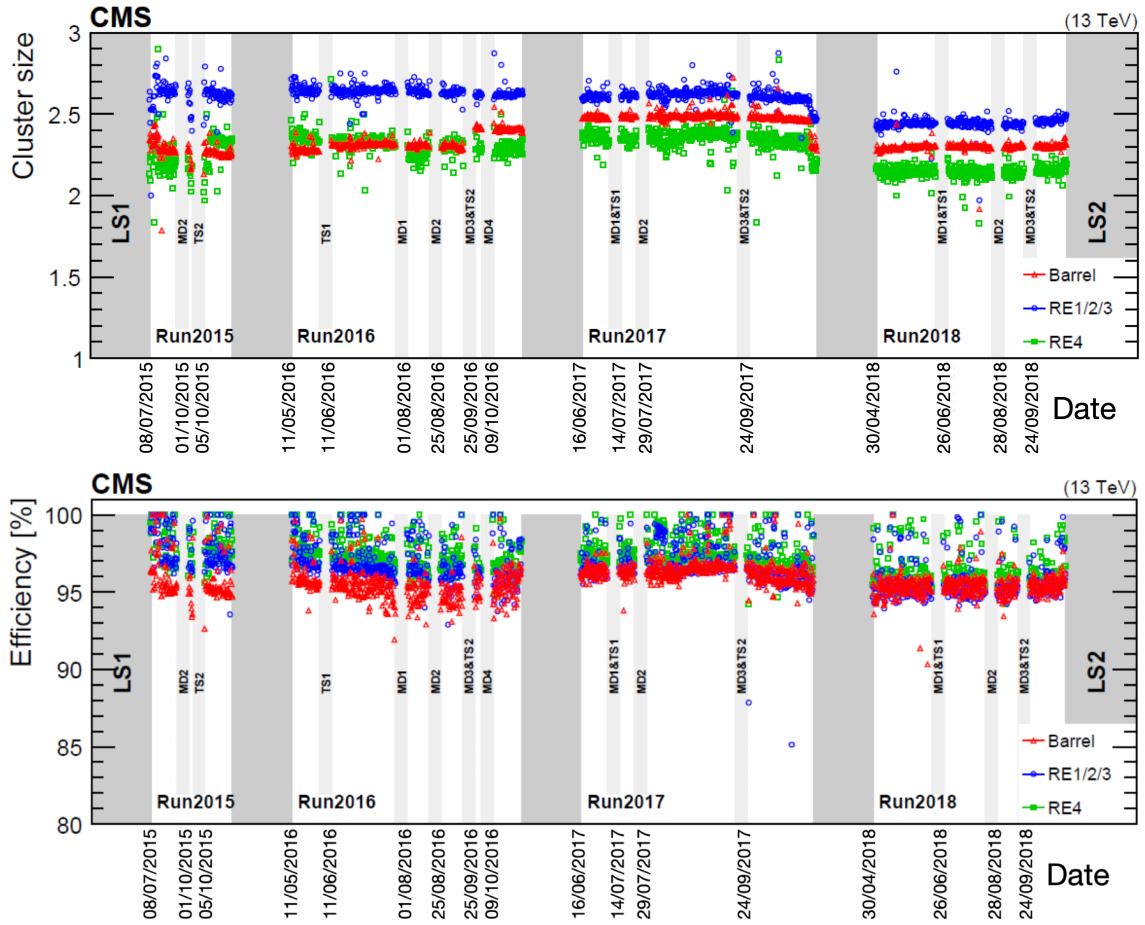 CMS
(13 TeV)
Cluster size
3
2.5
2
1.5
1
LS1
MD2
TS2
TS1
MD1
MD2
MD3&TS2
MD4
MD1&TS1
MD2
MD3&TS2
MD1&TS1
MD2
MD3&TS2
LS2
Barrel
RE1/2/3
RE4
Run2015
Run2016
Run2017
Run2018
08/07/2015
01/10/2015
05/10/2015
11/05/2016
11/06/2016
01/08/2016
25/08/2016
25/09/2016
09/10/2016
16/06/2017
14/07/2017
29/07/2017
24/09/2017
30/04/2018
26/06/2018
28/08/2018
24/09/2018
Date
CMS
(13 TeV)
Efficiency [%]
100
95
90
85
80
LS1
MD2
TS2
TS1
MD1
MD2
MD3&TS2
MD4
MD1&TS1
MD2
MD3&TS2
MD1&TS1
MD2
MD3&TS2
LS2
Barrel
RE1/2/3
RE4
Run2015
Run2016
Run2017
Run2018
08/07/2015
01/10/2015
05/10/2015
11/05/2016
11/06/2016
01/08/2016
25/08/2016
25/09/2016
09/10/2016
16/06/2017
14/07/2017
29/07/2017
24/09/2017
30/04/2018
26/06/2018
28/08/2018
24/09/2018
Date